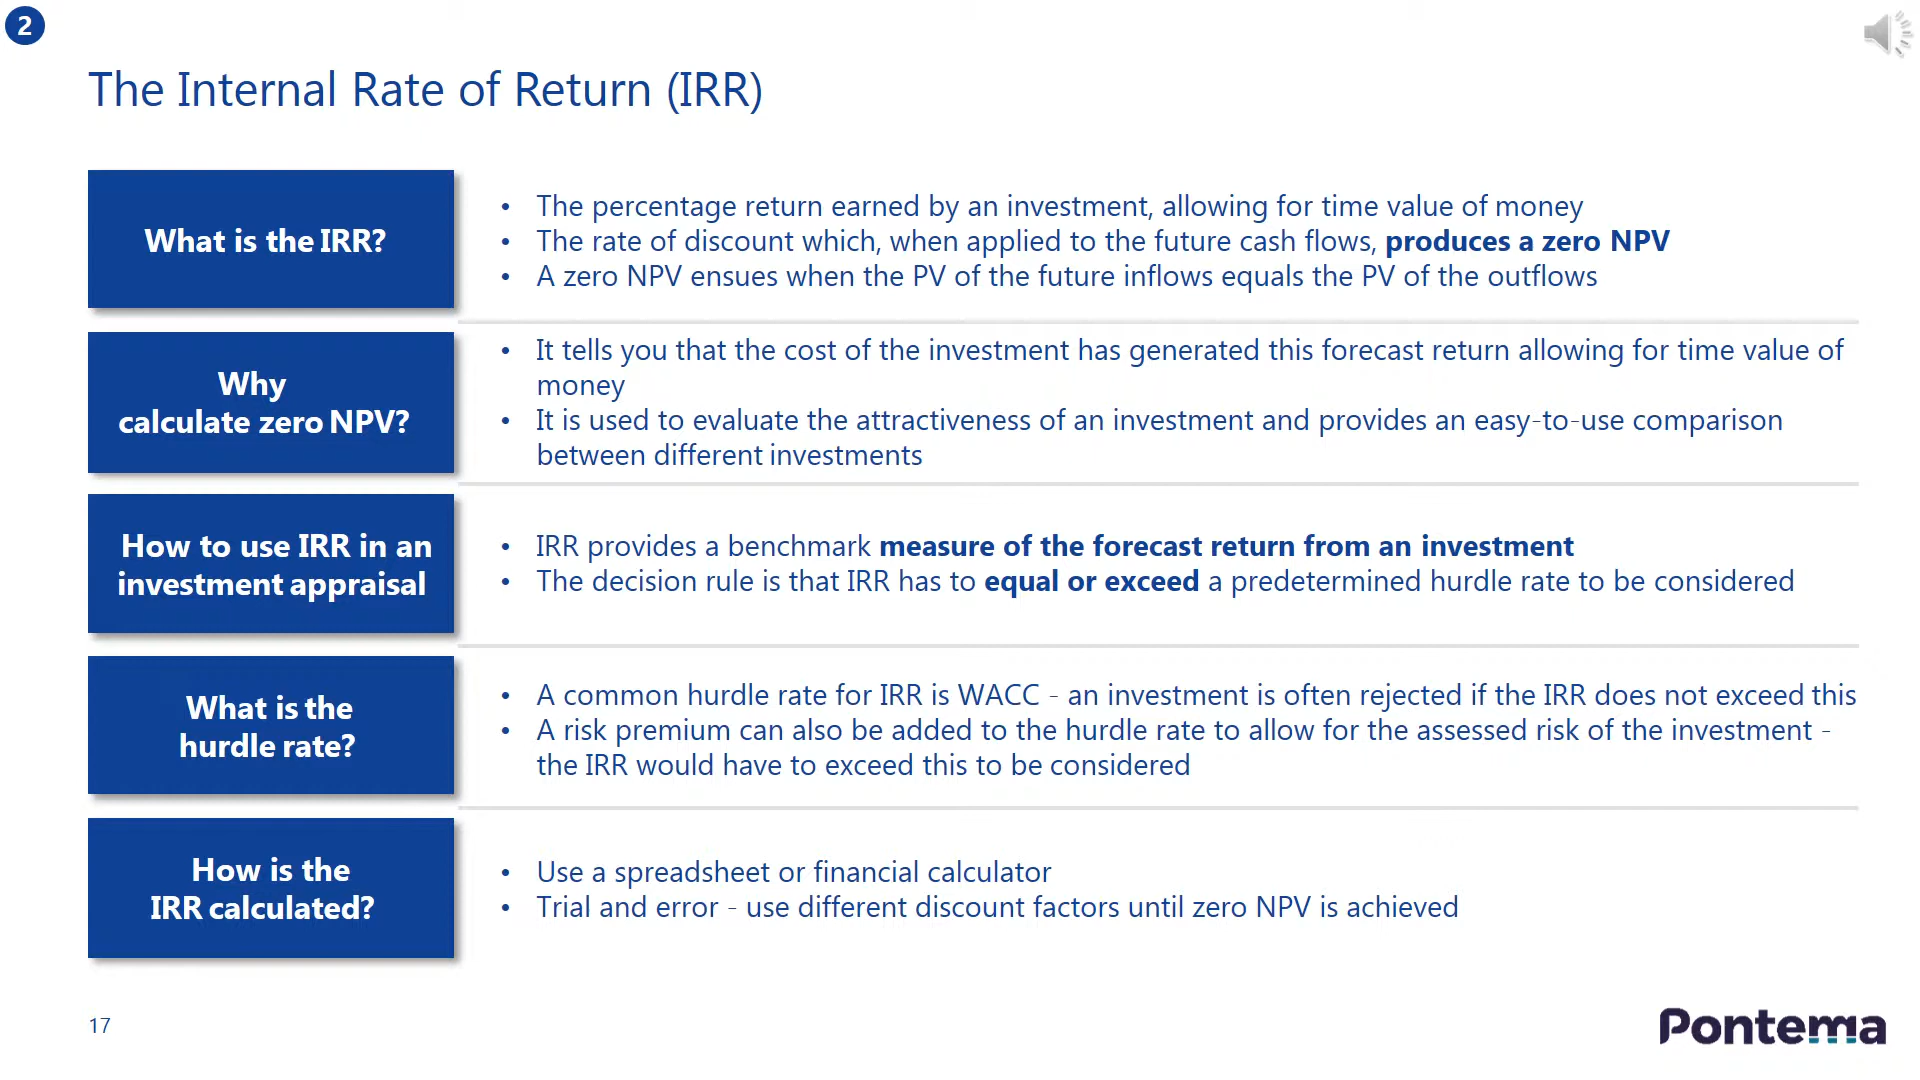 2
The Internal Rate of Return (IRR)
What is the IRR?
• The percentage return earned by an investment, allowing for time value of money
• The rate of discount which, when applied to the future cash flows, produces a zero NPV
• A zero NPV ensues when the PV of the future inflows equals the PV of the outflows
Why
calculate zero NPV?
• It tells you that the cost of the investment has generated this forecast return allowing for time value of
money
• It is used to evaluate the attractiveness of an investment and provides an easy-to-use comparison
between different investments
How to use IRR in an
investment appraisal
• IRR provides a benchmark measure of the forecast return from an investment
• The decision rule is that IRR has to equal or exceed a predetermined hurdle rate to be considered
What is the
hurdle rate?
• A common hurdle rate for IRR is WACC - an investment is often rejected if the IRR does not exceed this
• A risk premium can also be added to the hurdle rate to allow for the assessed risk of the investment -
the IRR would have to exceed this to be considered
How is the
IRR calculated?
• Use a spreadsheet or financial calculator
• Trial and error - use different discount factors until zero NPV is achieved
17
Pontema